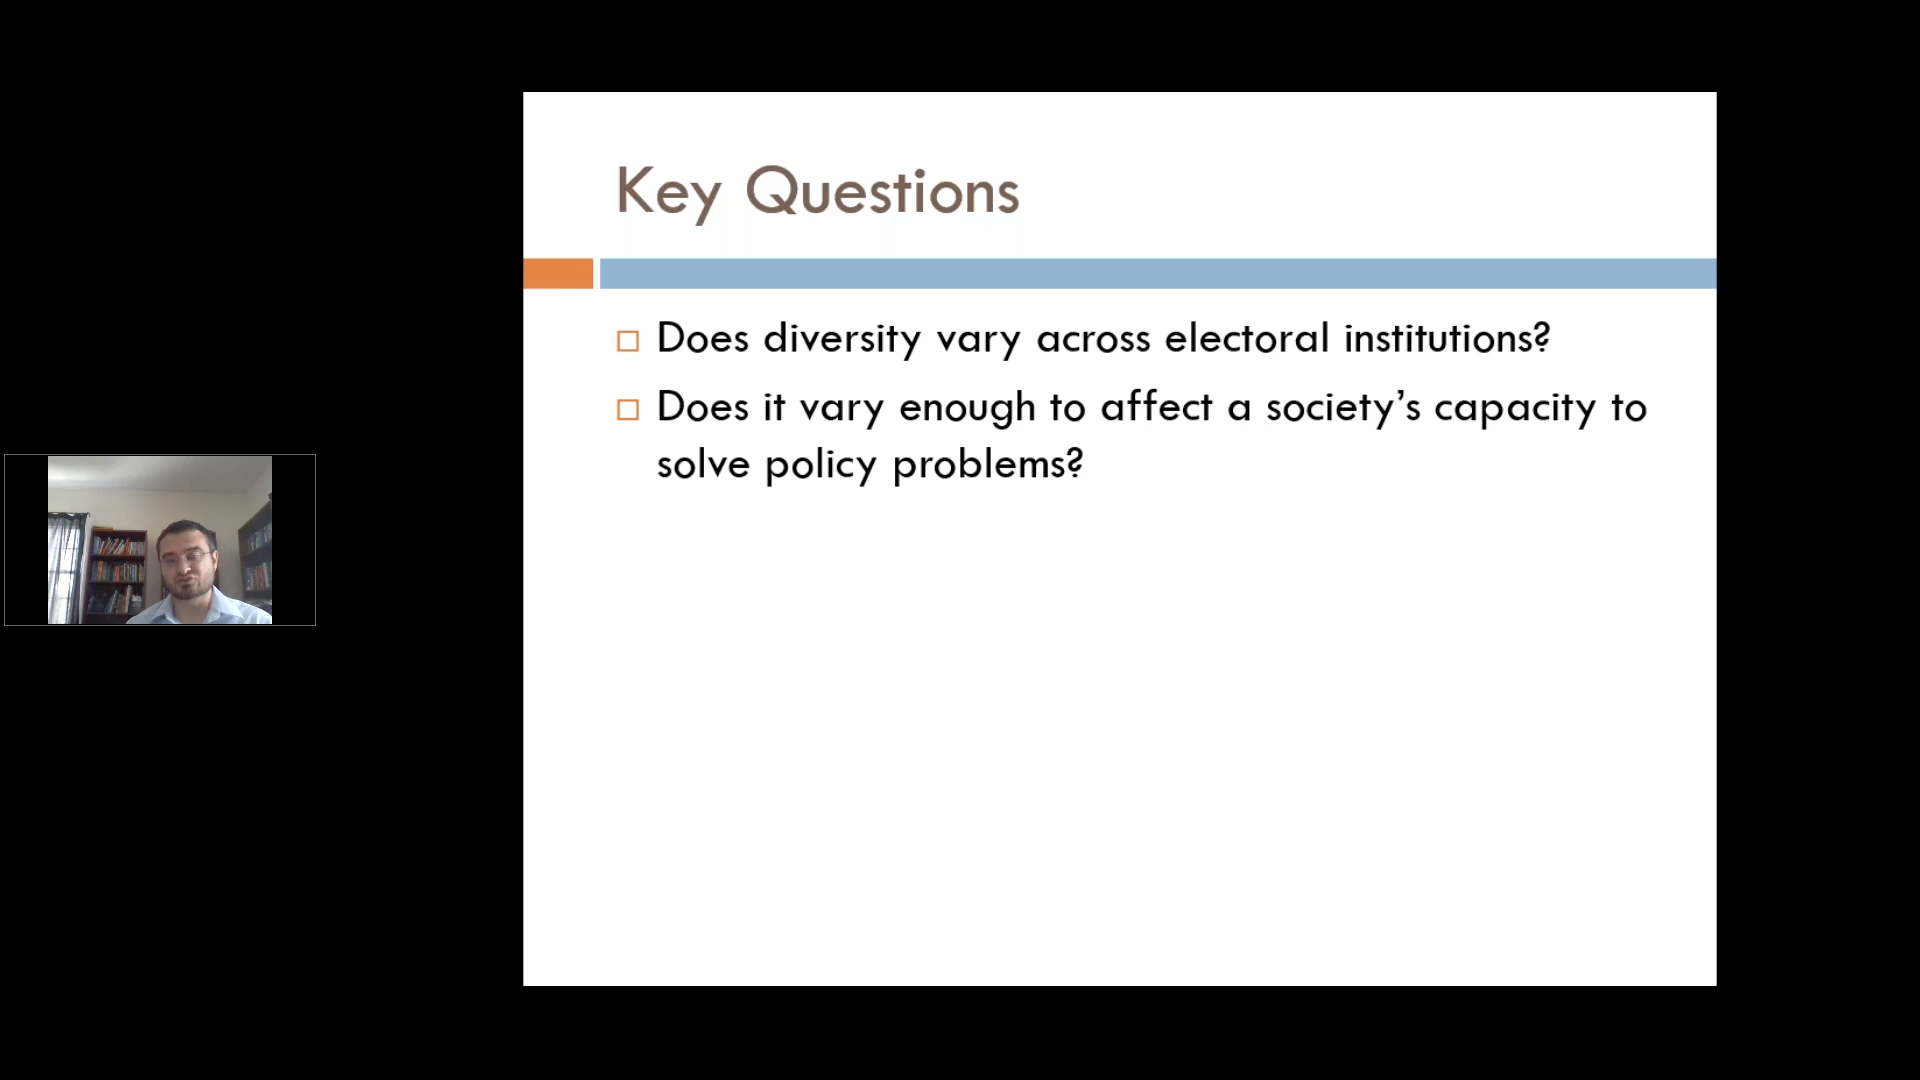 Key Questions
Does diversity vary across electoral institutions?
Does it vary enough to affect a society’s capacity to
solve policy problems?